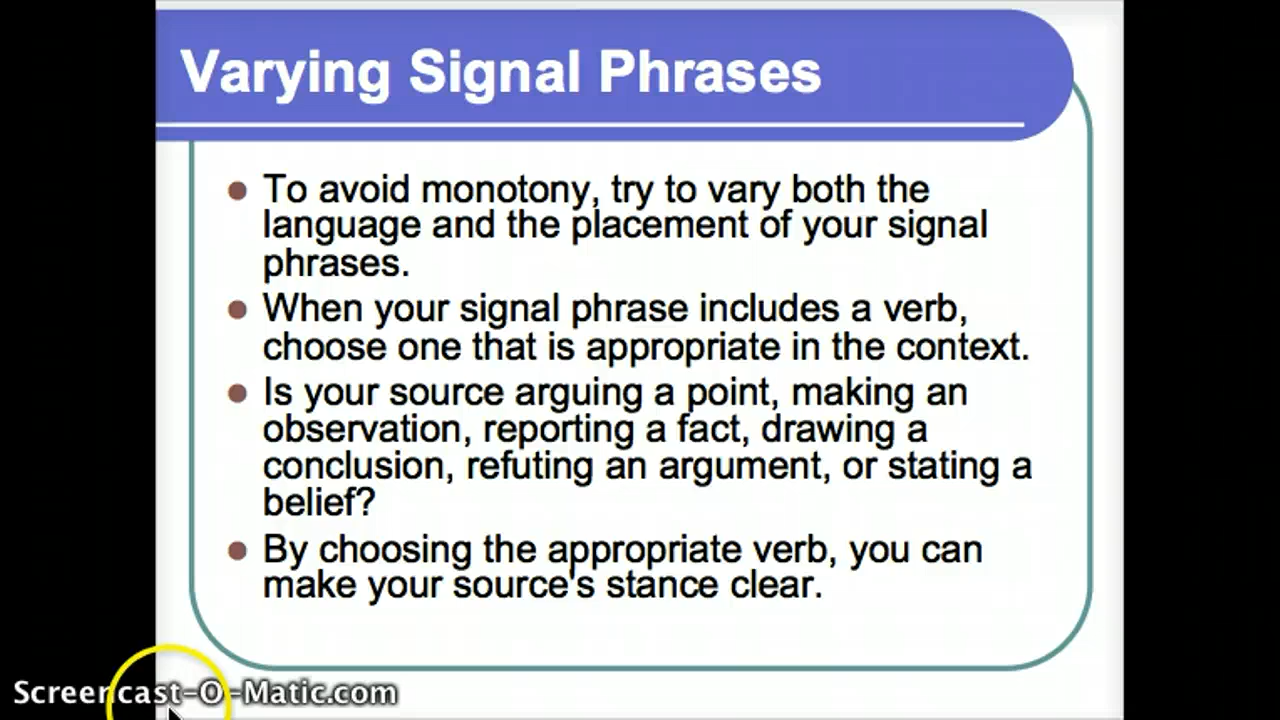 Varying Signal Phrases
● To avoid monotony, try to vary both the
language and the placement of your signal
phrases.
● When your signal phrase includes a verb,
choose one that is appropriate in the context.
● Is your source arguing a point, making an
observation, reporting a fact, drawing a
conclusion, refuting an argument, or stating a
belief?
● By choosing the appropriate verb, you can
make your source's stance clear.
Screencast-O-Matic.com